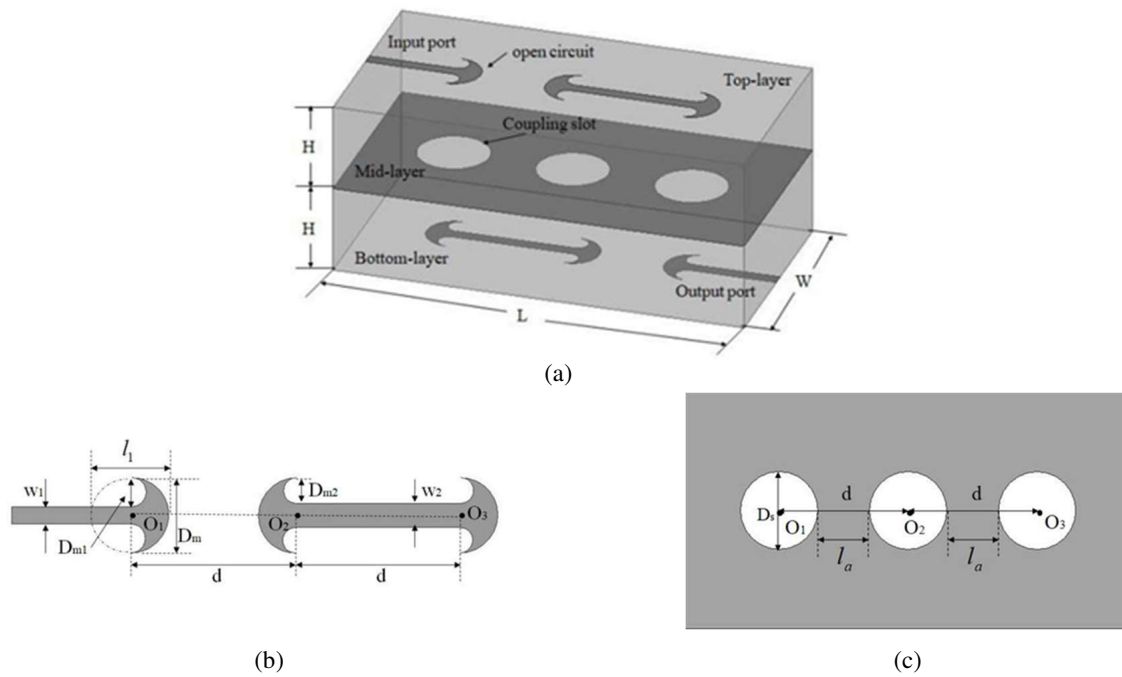 Input port
open circuit
Top-layer
Coupling slot
H
Mid-layer
H
Bottom-layer
Output port
W
L
(a)
l₁
W₁
Dₘ₂
W₂
O₁
Dₘ
O₂
O₃
Dₘ₁
d
d
(b)
d
d
Dₛ
O₁
O₂
O₃
lₐ
lₐ
(c)